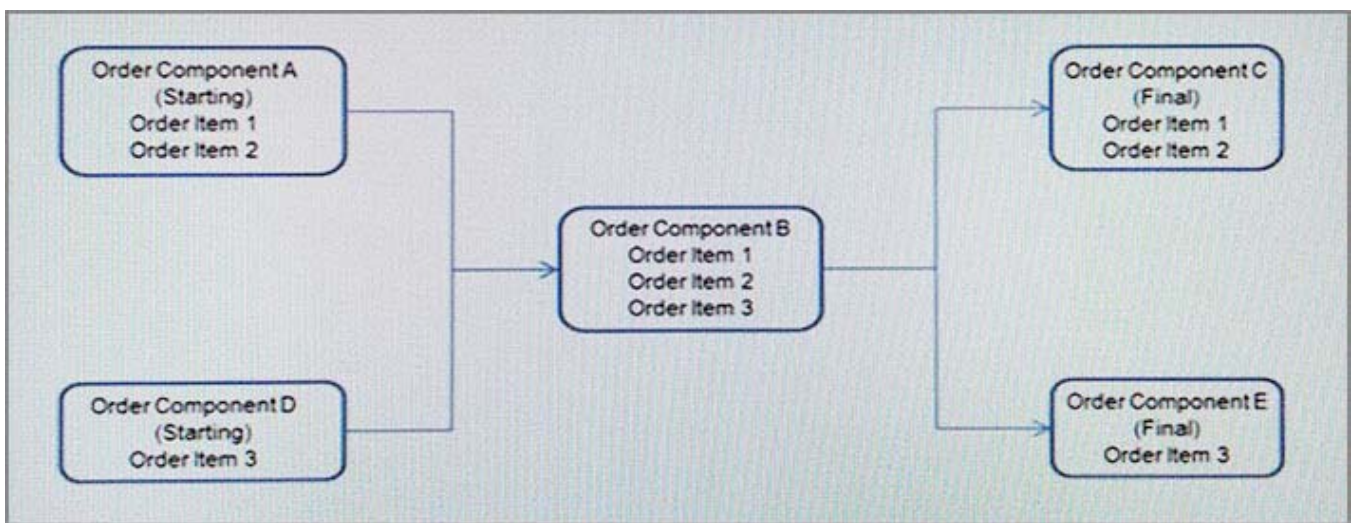 Order Component A
(Starting)
Order Item 1
Order Item 2
Order Component D
(Starting)
Order Item 3
Order Component B
Order Item 1
Order Item 2
Order Item 3
Order Component C
(Final)
Order Item 1
Order Item 2
Order Component E
(Final)
Order Item 3